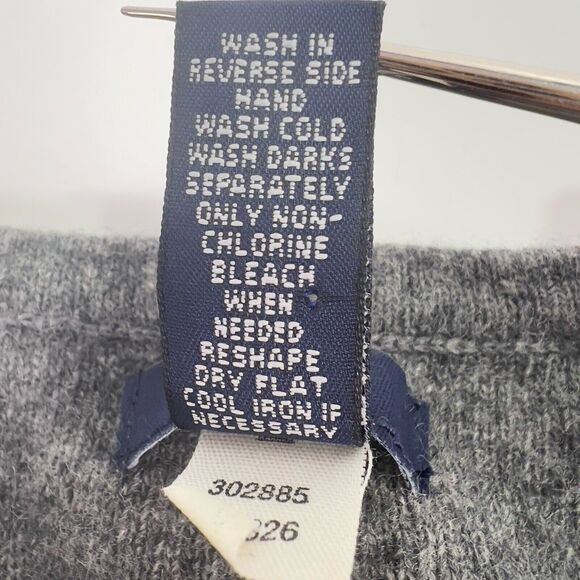 WASH IN
REVERSE SIDE
HAND
WASH COLD
WASH DARKS
SEPARATELY
ONLY NON-
CHLORINE
BLEACH
WHEN
NEEDED
RESHAPE
DRY FLAT
COOL IRON IF
NECESSARY
302885